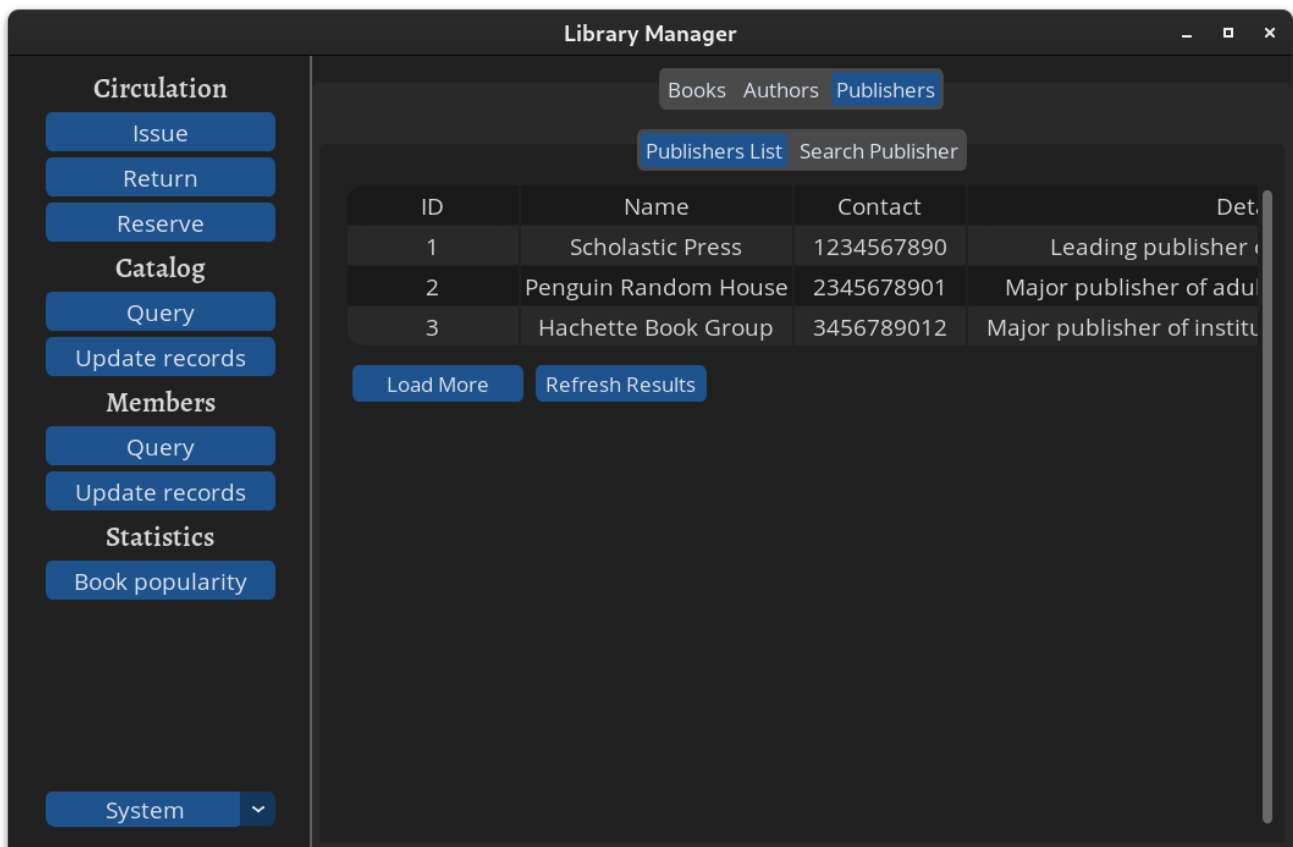 Library Manager
Circulation
Issue
Return
Reserve
Catalog
Query
Update records
Members
Query
Update records
Statistics
Book popularity
System
Books Authors Publishers
Publishers List Search Publisher
ID Name Contact
1 Scholastic Press 1234567890 Leading publisher
2 Penguin Random House 2345678901 Major publisher of
3 Hachette Book Group 3456789012 Major publisher of
Load More Refresh Results